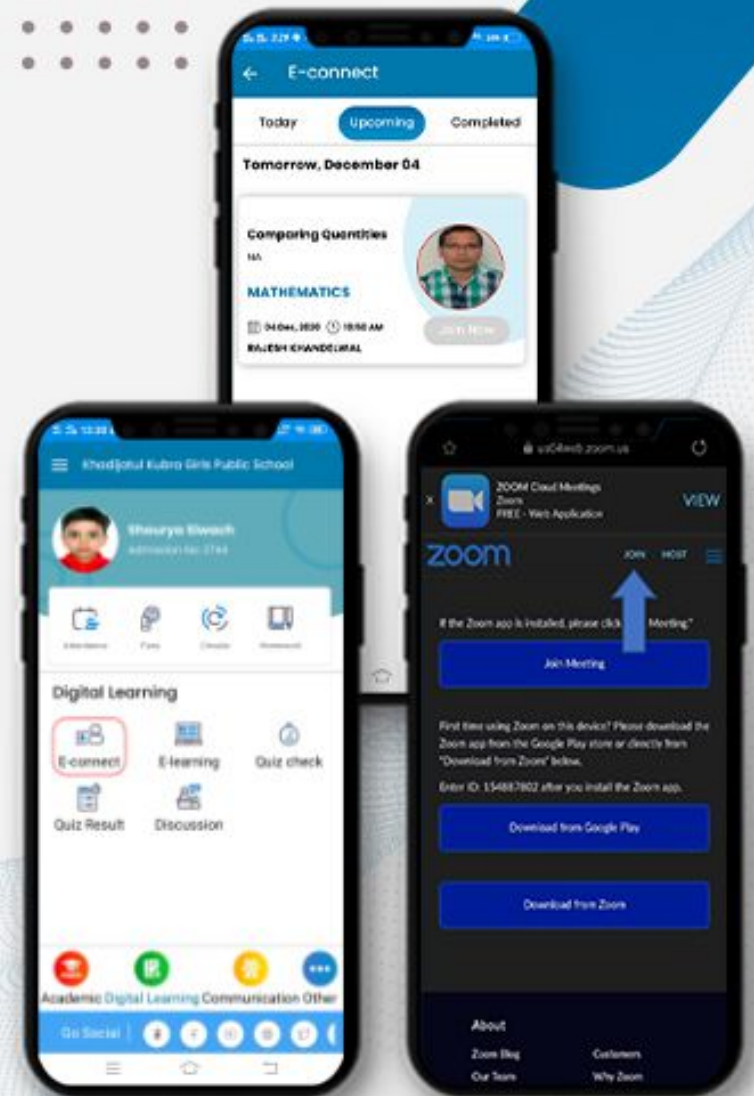 E-connect
Today Upcoming Completed
Tomorrow, December 04
Comparing Quantities
NA
MATHEMATICS
04 Dec, 2020 10:50 AM
Join Now
RAJESH KHANDELWAL
Khadijatul Kubra Girls Public School
Shourya Siwach
Admission No: 2744
Attendance Fees Circular Homework
Digital Learning
E-connect E-learning Quiz check
Quiz Result Discussion
Academic Digital Learning Communication Other
Go Social
us04web.zoom.us
ZOOM Cloud Meetings
Zoom
FREE - Web Application
VIEW
zoom JOIN HOST
If the Zoom app is installed, please click Meeting."
Join Meeting
First time using Zoom on this device? Please download the
Zoom app from the Google Play store or directly from
"Download from Zoom" below.
Enter ID: 154887802 after you install the Zoom app.
Download from Google Play
Download from Zoom
About
Zoom Blog Customers
Our Team Why Zoom